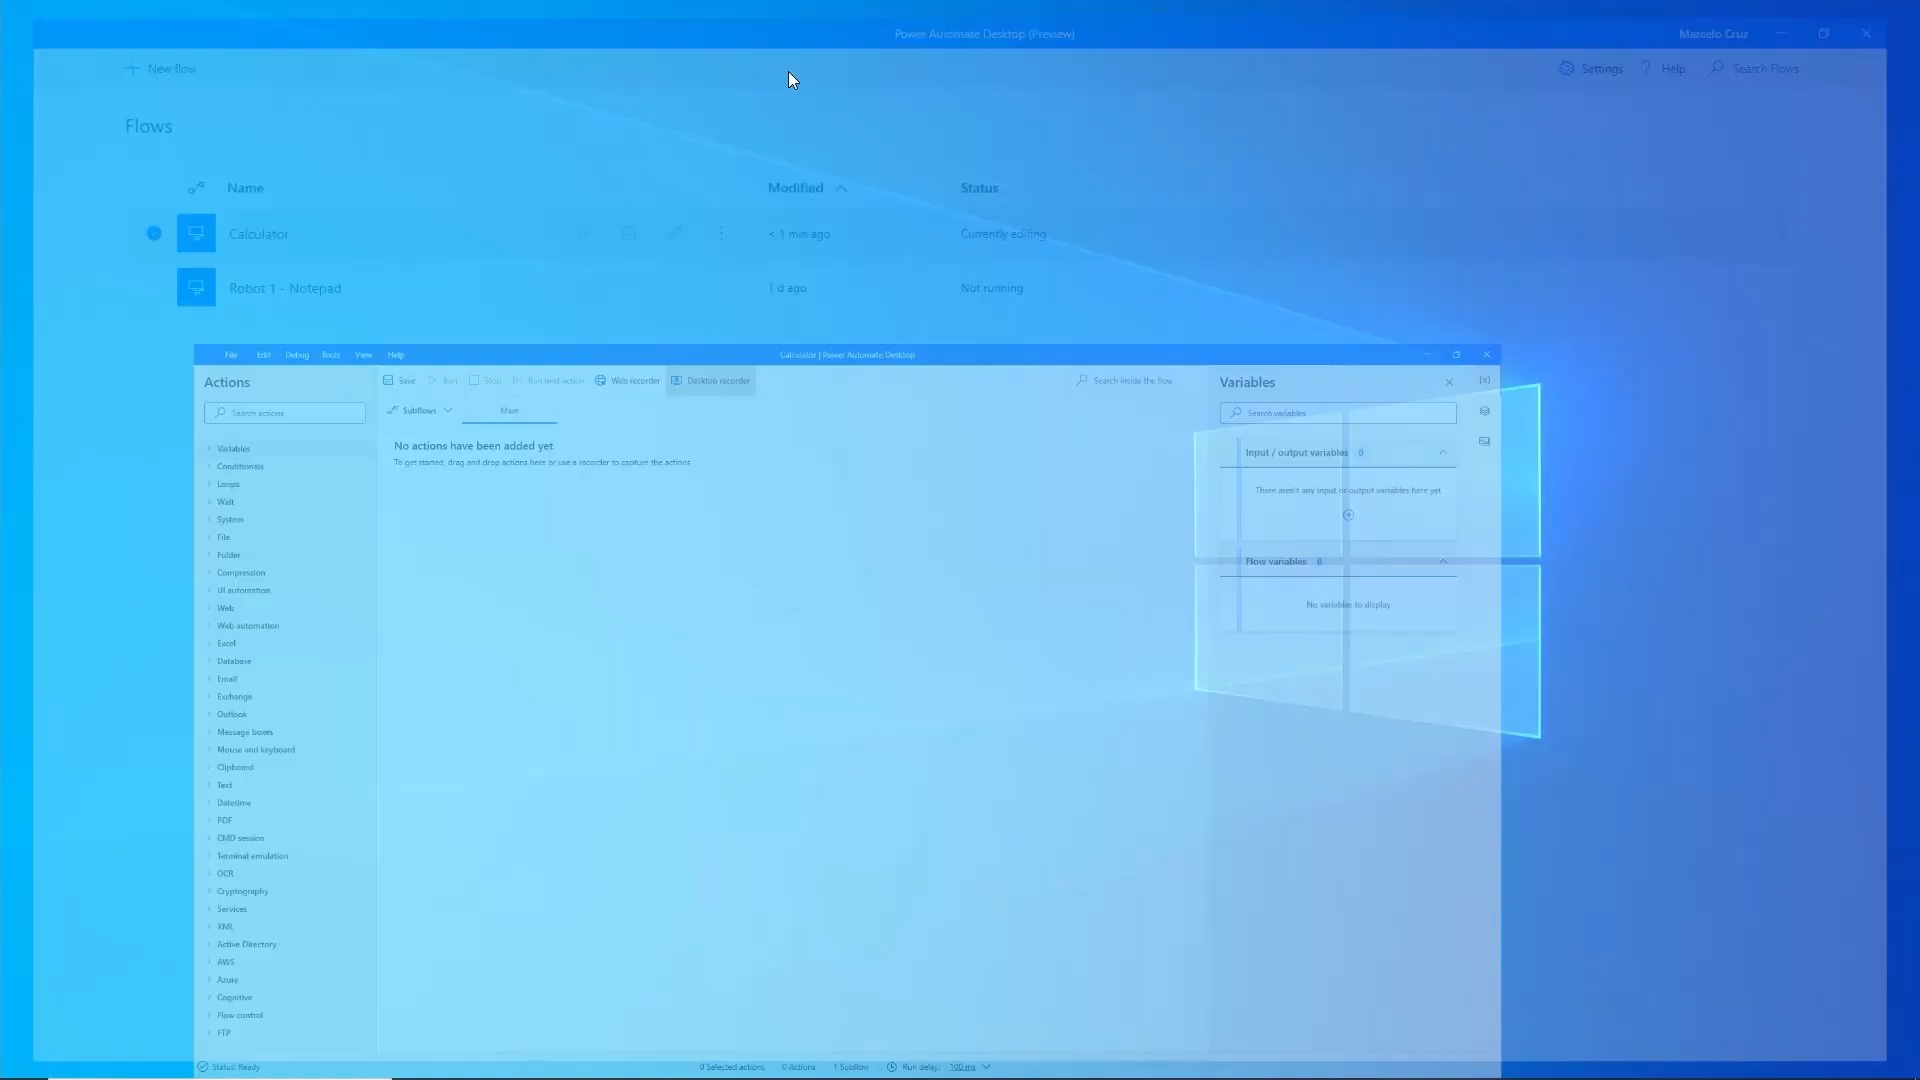 Power Automate Desktop (Preview)
Marcelo Cruz
New flow
Settings
Help
Search Flows
Flows
Name
Modified
Status
Calculator
< 1 min ago
Currently editing
Robot 1 - Notepad
1 d ago
Not running
File Edit Debug Tools View Help
Calculator | Power Automate Desktop
Actions
Save Run Stop Run next action Web recorder Desktop recorder
Search inside the flow
Variables
{x}
Search actions
Subflows
Main
Search variables
No actions have been added yet
To get started, drag and drop actions here or use a recorder to capture the actions
Input / output variables 0
There aren't any input or output variables here yet
Flow variables 0
No variables to display
Variables
Conditionals
Loops
Wait
System
File
Folder
Compression
UI automation
Web
Web automation
Excel
Database
Email
Exchange
Outlook
Message boxes
Mouse and keyboard
Clipboard
Text
Datetime
PDF
CMD session
Terminal emulation
OCR
Cryptography
Services
XML
Active Directory
AWS
Azure
Cognitive
Flow control
FTP
Status: Ready
0 Selected actions
0 Actions
1 Subflow
Run delay: 100 ms